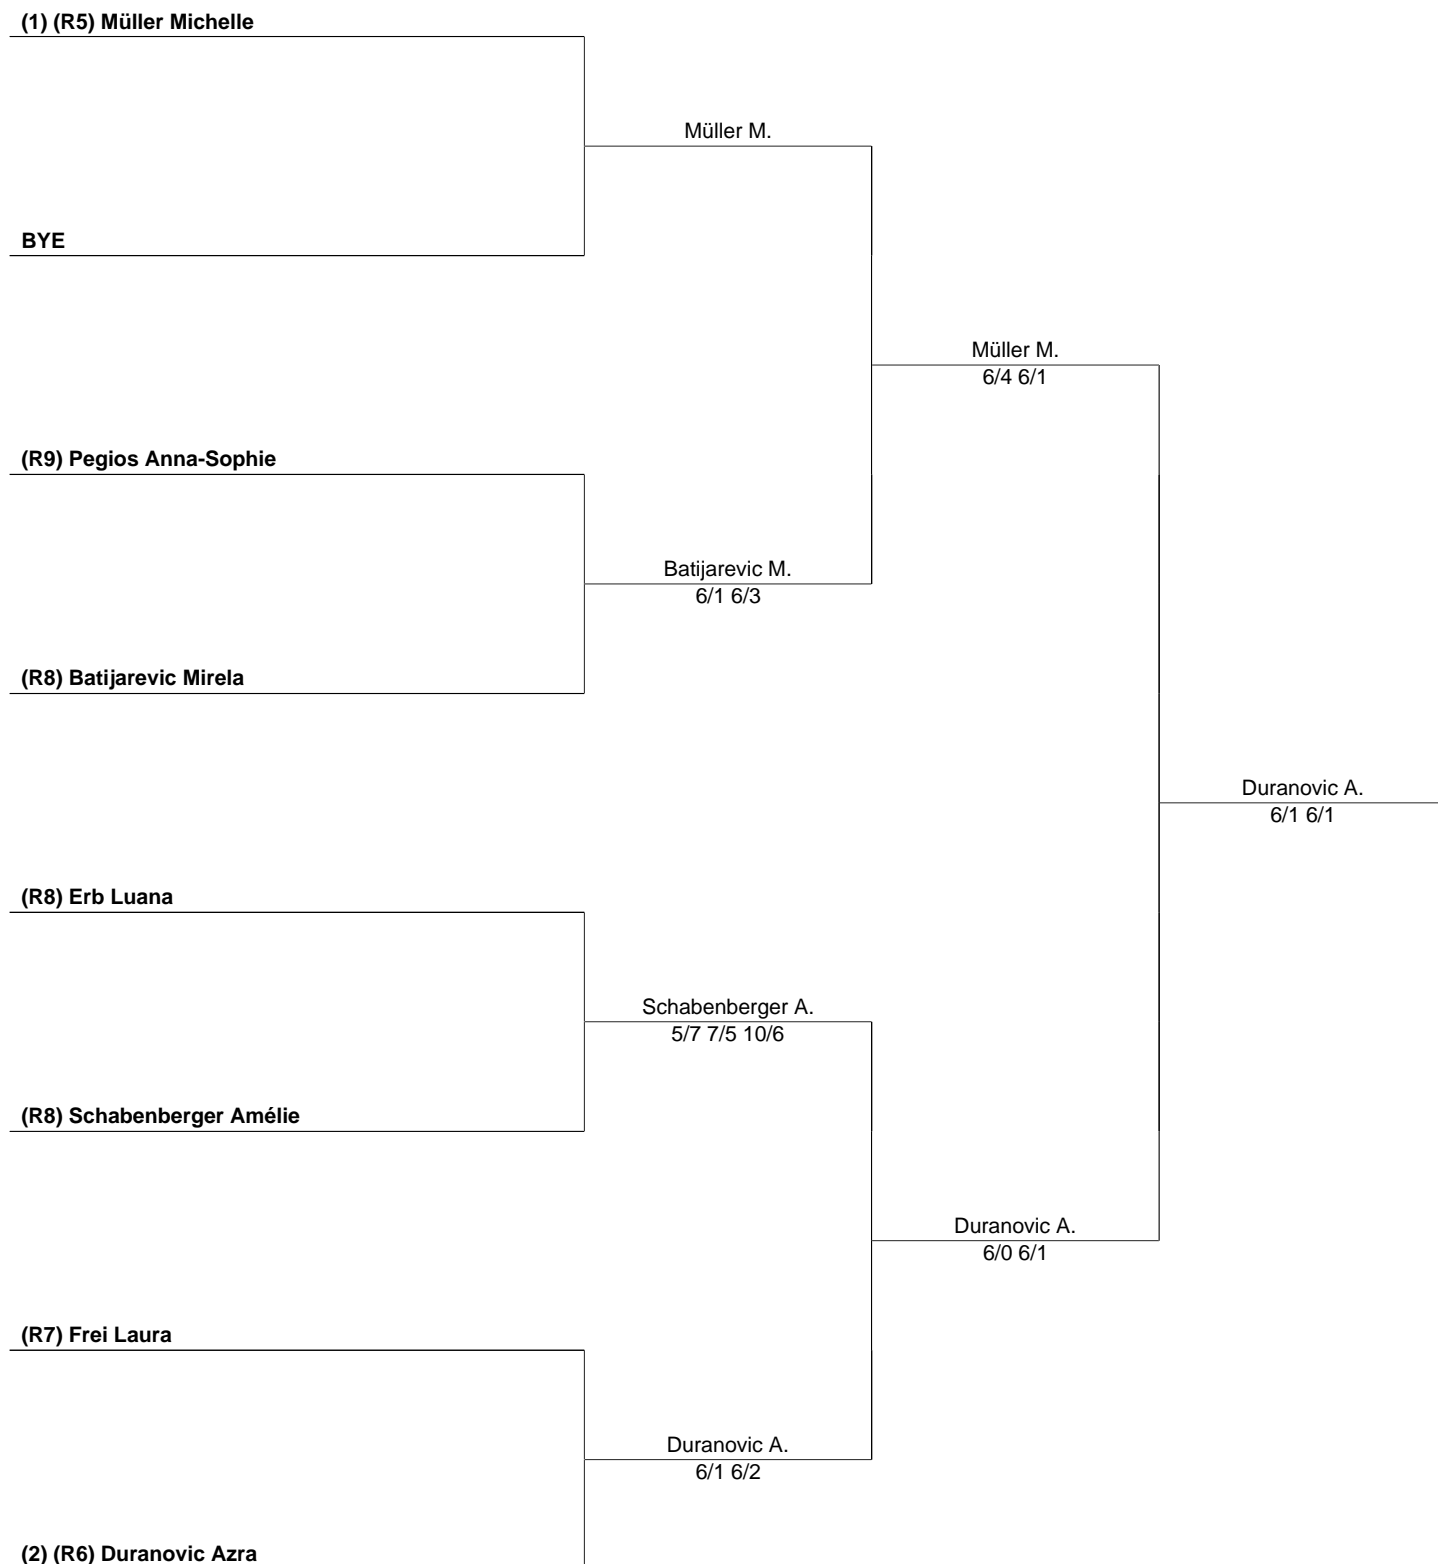 (1) (R5) Müller Michelle
Müller M.
BYE
Müller M.
6/4 6/1
(R9) Pegios Anna-Sophie
Batijarevic M.
6/1 6/3
(R8) Batijarevic Mirela
Duranovic A.
6/1 6/1
(R8) Erb Luana
Schabenberger A.
5/7 7/5 10/6
(R8) Schabenberger Amélie
Duranovic A.
6/0 6/1
(R7) Frei Laura
Duranovic A.
6/1 6/2
(2) (R6) Duranovic Azra